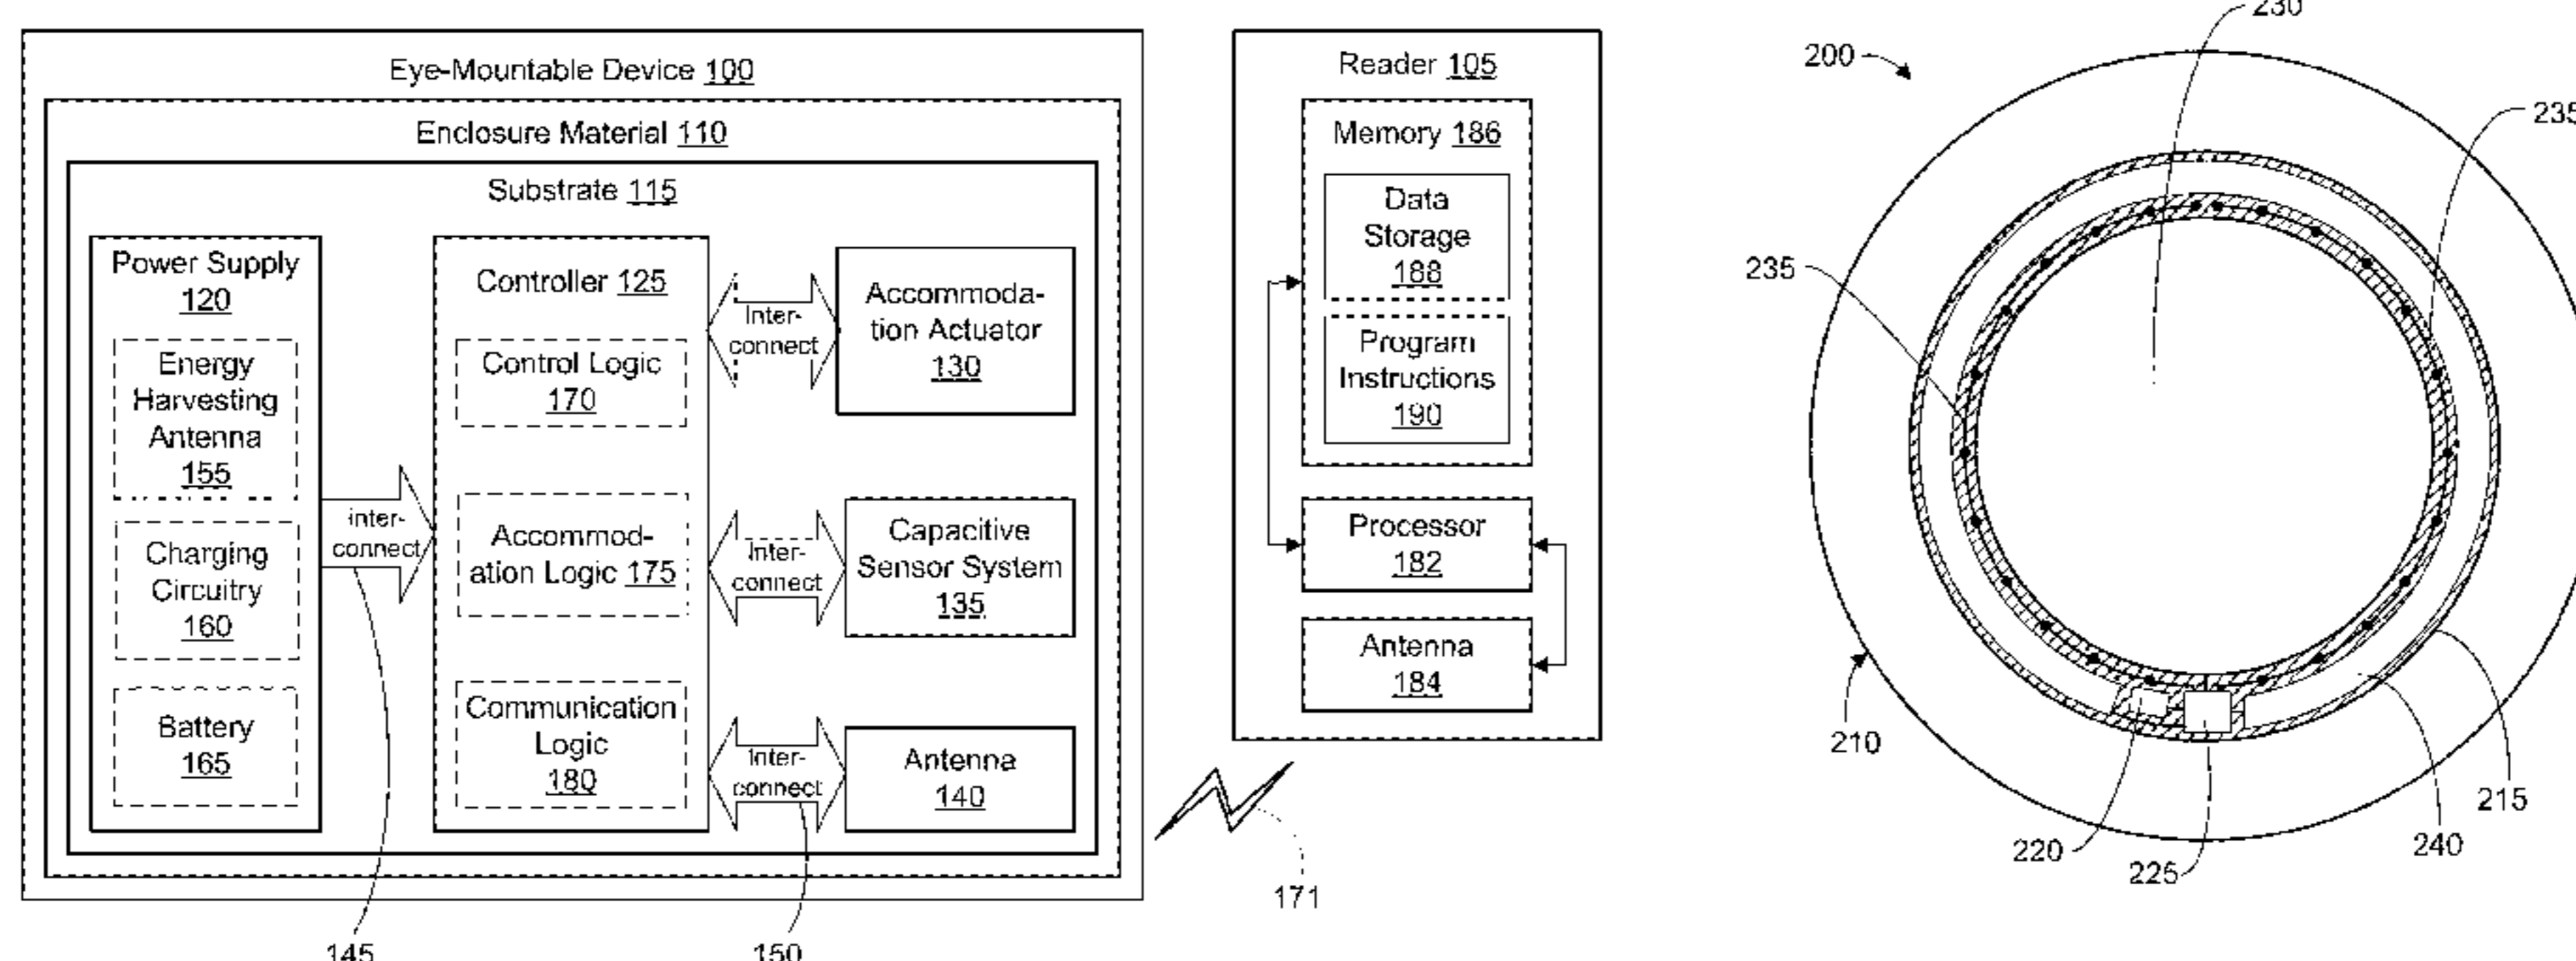 Eye-Mountable Device 100
Enclosure Material 110
Substrate 115
Power Supply
120
Energy
Harvesting
Antenna
155
Charging
Circuitry
160
Battery
165
Inter-
connect
145
Controller 125
Control Logic
170
Accommod-
ation Logic 175
Communication
Logic
180
Inter-
connect
Inter-
connect
Inter-
connect
150
Accommoda-
tion Actuator
130
Capacitive
Sensor System
135
Antenna
140
Reader 105
Memory 186
Data
Storage
188
Program
Instructions
190
Processor
182
Antenna
184
171
200
230
235
235
210
220
225
240
215